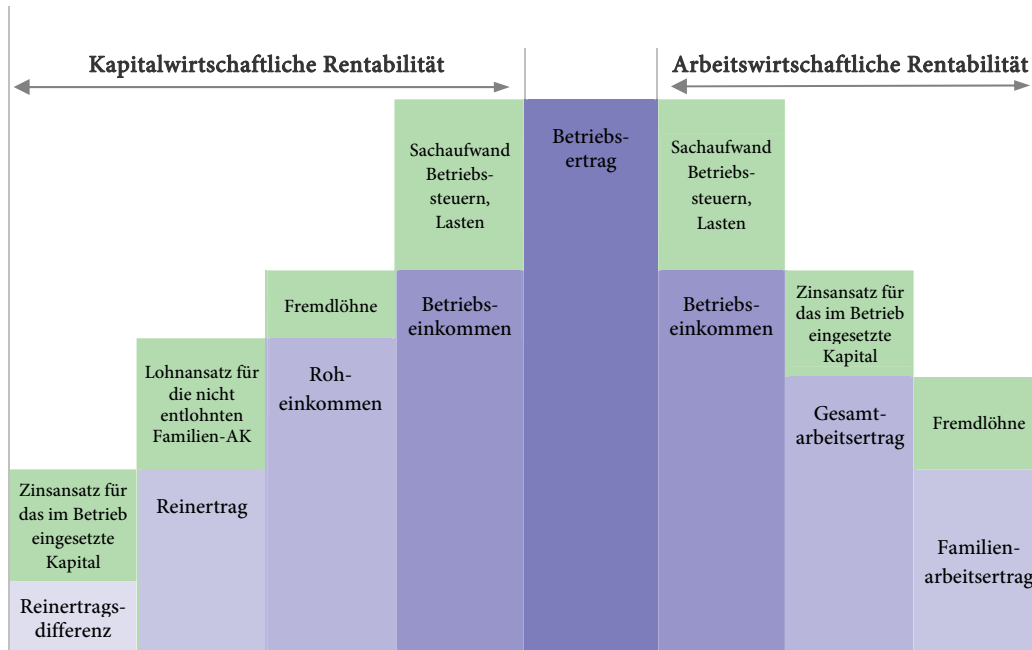 Kapitalwirtschaftliche Rentabilität
Arbeitswirtschaftliche Rentabilität
Zinsansatz für
das im Betrieb
eingesetzte
Kapital
Reinertrags-
differenz
Lohnansatz für
die nicht
entlohnten
Familien-AK
Reinertrag
Fremdlöhne
Roh-
einkommen
Sachaufwand
Betriebs-
steuern,
Lasten
Betriebs-
einkommen
Betriebs-
ertrag
Sachaufwand
Betriebs-
steuern,
Lasten
Betriebs-
einkommen
Zinsansatz für
das im Betrieb
eingesetzte
Kapital
Gesamt-
arbeitsertrag
Fremdlöhne
Familien-
arbeitsertrag